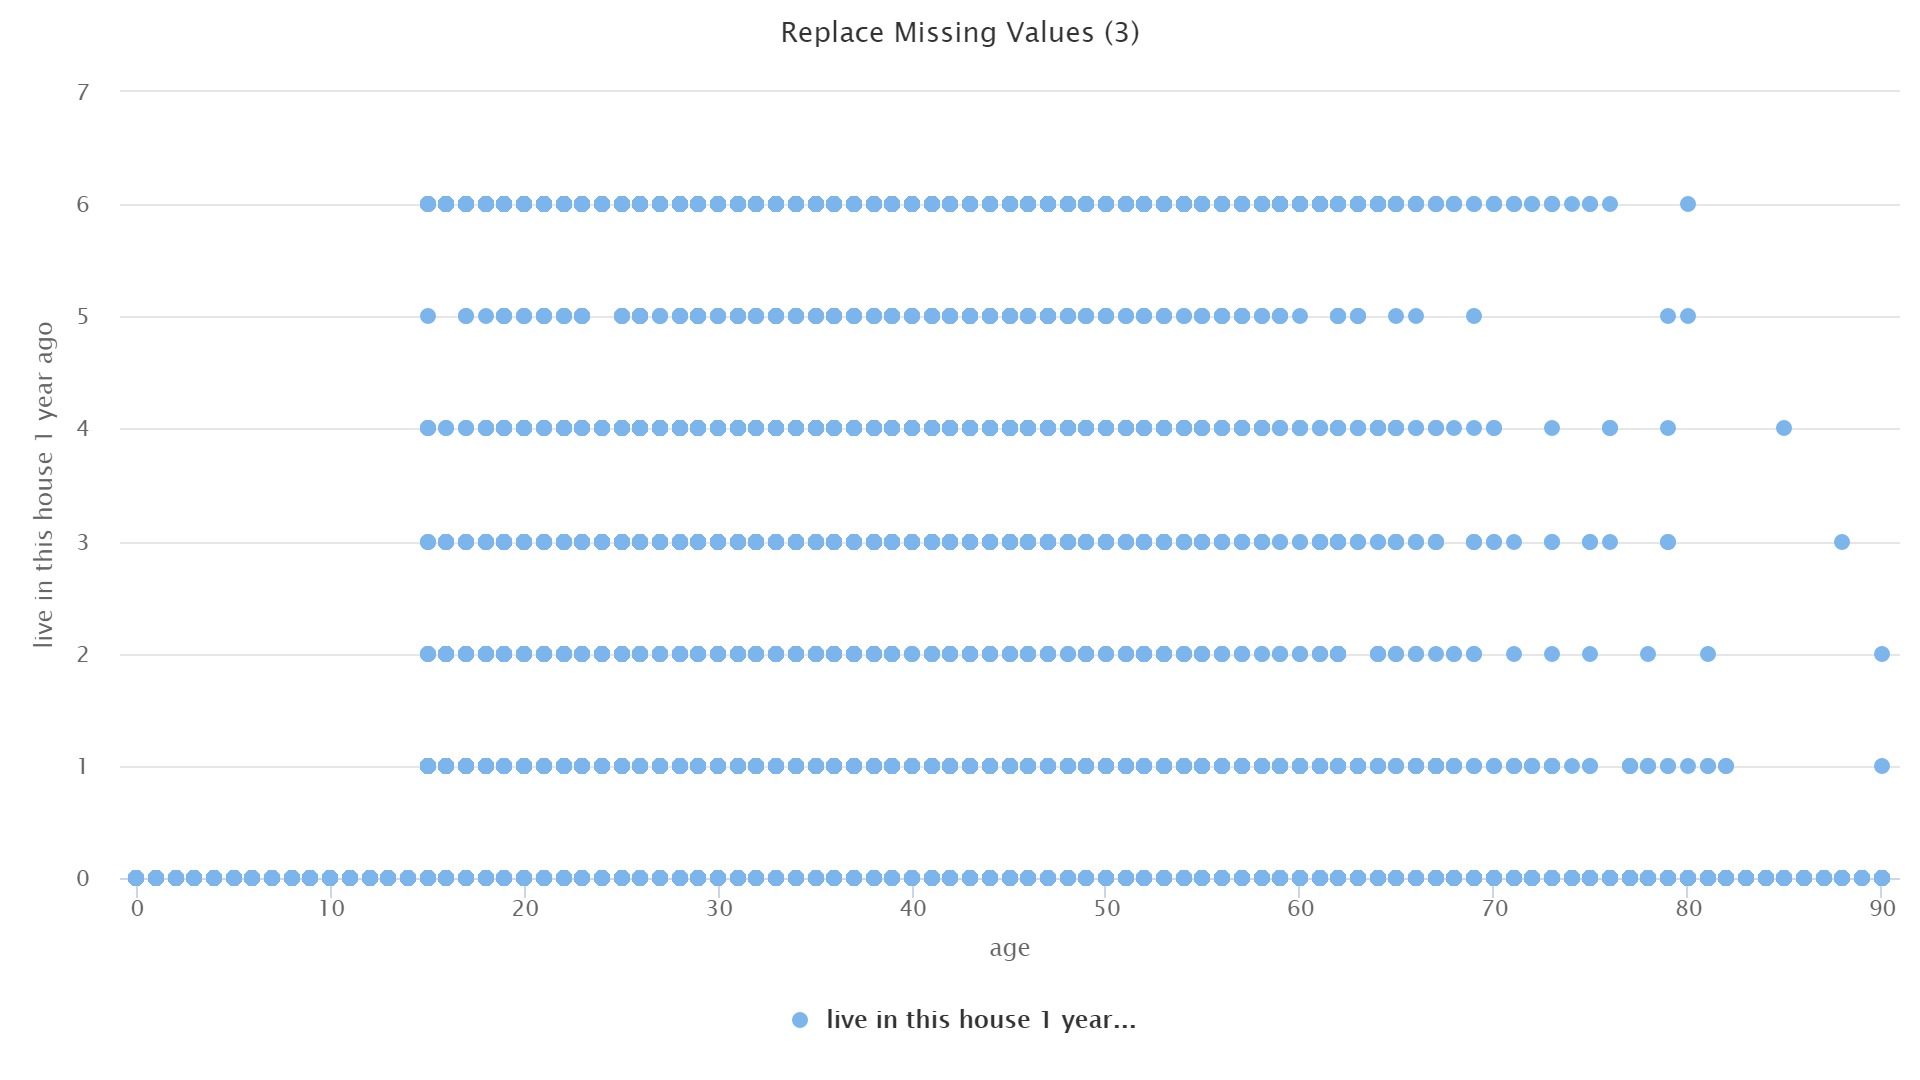 Replace Missing Values (3)
7
6
5
4
3
2
1
0
live in this house 1 year ago
0 10 20 30 40 50 60 70 80 90
age
live in this house 1 year...